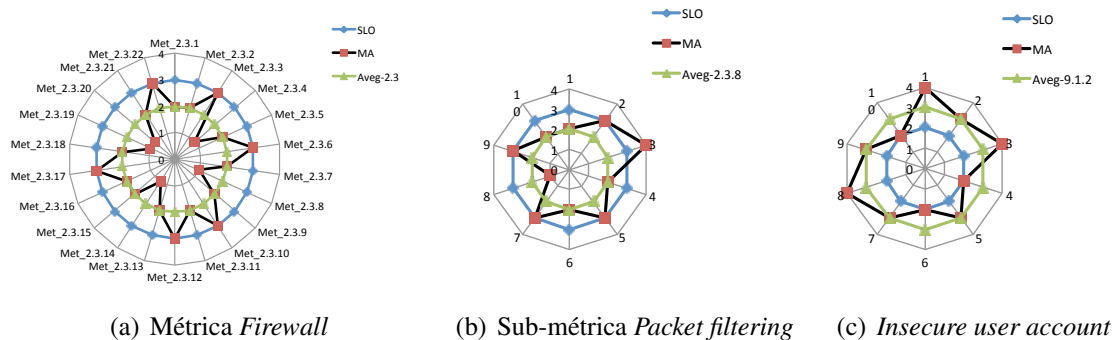 SLO
MA
Aveg-2.3
Met_2.3.1
Met_2.3.2
Met_2.3.3
Met_2.3.4
Met_2.3.5
Met_2.3.6
Met_2.3.7
Met_2.3.8
Met_2.3.9
Met_2.3.10
Met_2.3.11
Met_2.3.12
Met_2.3.13
Met_2.3.14
Met_2.3.15
Met_2.3.16
Met_2.3.17
Met_2.3.18
Met_2.3.19
Met_2.3.20
Met_2.3.21
Met_2.3.22
4
3
2
1
0
(a) Métrica Firewall
SLO
MA
Aveg-2.3.8
1
2
3
4
5
6
7
8
9
1
0
4
3
2
1
0
(b) Sub-métrica Packet filtering
SLO
MA
Aveg-9.1.2
1
2
3
4
5
6
7
8
9
1
0
4
3
2
1
0
(c) Insecure user account